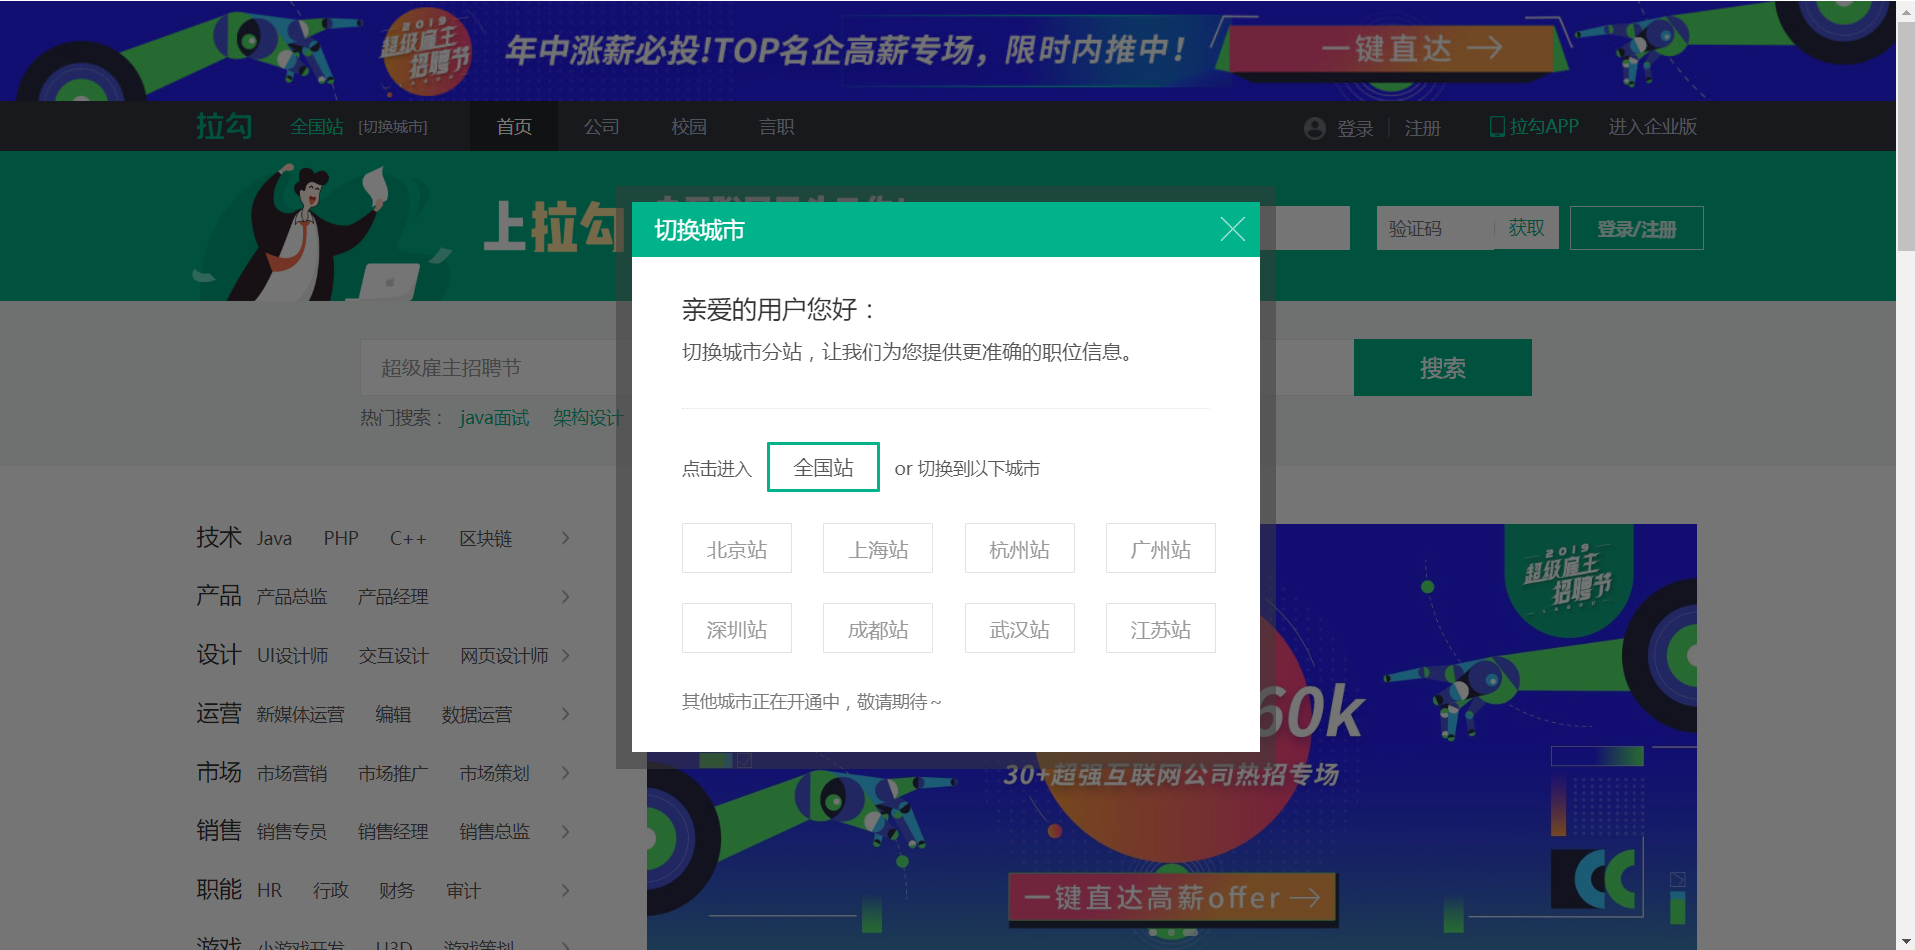 2019
超级雇主
招聘节
年中涨薪必投!TOP名企高薪专场，限时内推中！
一键直达
拉勾 全国站 [切换城市] 首页 公司 校园 言职 登录 注册 拉勾APP 进入企业版
上拉勾
切换城市
验证码 获取 登录/注册
亲爱的用户您好：
切换城市分站，让我们为您提供更准确的职位信息。
超级雇主招聘节 搜索
热门搜索： java面试 架构设计
点击进入 全国站 or 切换到以下城市
北京站 上海站 杭州站 广州站
深圳站 成都站 武汉站 江苏站
其他城市正在开通中，敬请期待~
技术 Java PHP C++ 区块链
产品 产品总监 产品经理
设计 UI设计师 交互设计 网页设计师
运营 新媒体运营 编辑 数据运营
市场 市场营销 市场推广 市场策划
销售 销售专员 销售经理 销售总监
职能 HR 行政 财务 审计
游戏 小游戏开发 U3D 游戏策划
2019
超级雇主
招聘节
LAGOU
60k
30+超强互联网公司热招专场
一键直达高薪offer